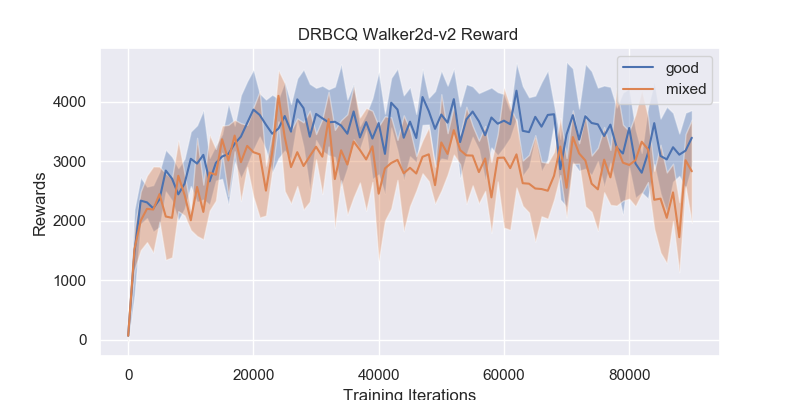 DRBCQ Walker2d-v2 Reward
good
mixed
Rewards
4000
3000
2000
1000
0
0 20000 40000 60000 80000
Training Iterations